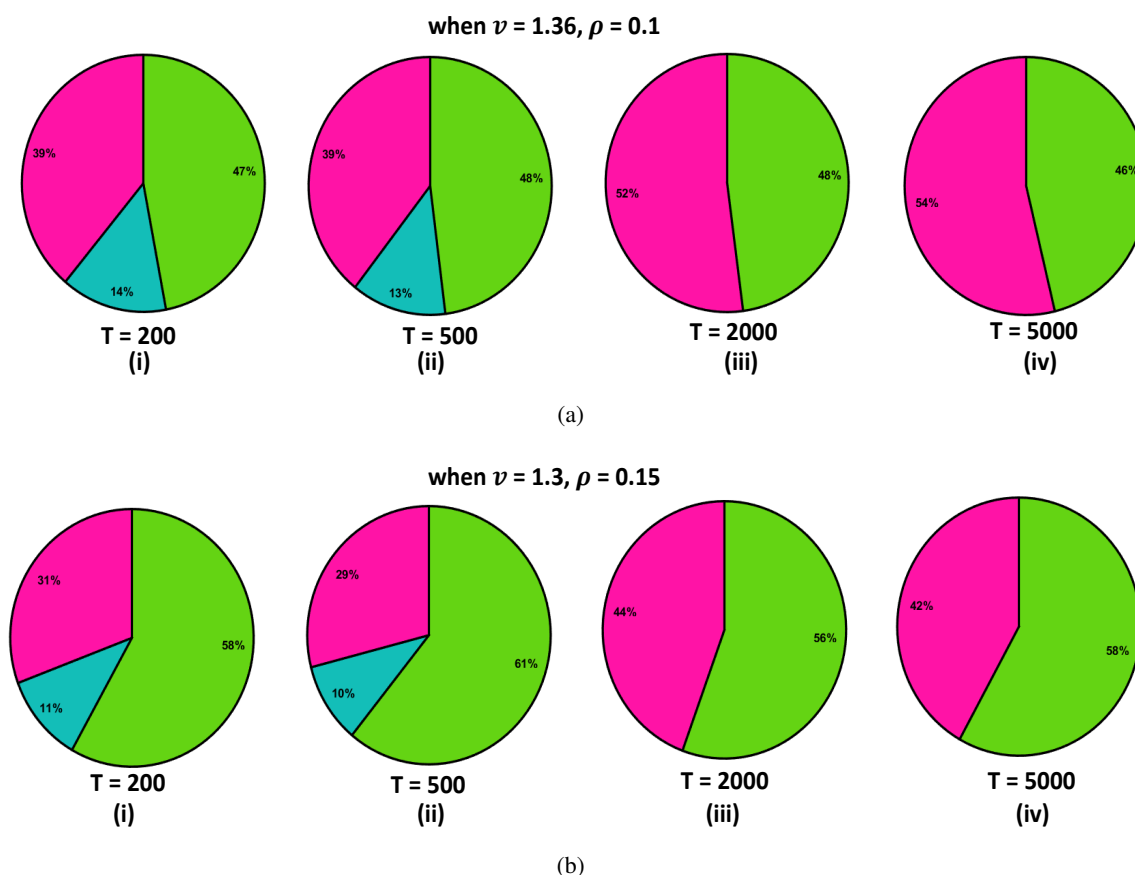 when 𝜈 = 1.36, 𝝆 = 0.1
39% 47% 14%
39% 48% 13%
52% 48%
54% 46%
T = 200 T = 500 T = 2000 T = 5000
(i) (ii) (iii) (iv)
(a)
when 𝜈 = 1.3, 𝝆 = 0.15
31% 58% 11%
29% 61% 10%
44% 56%
42% 58%
T = 200 T = 500 T = 2000 T = 5000
(i) (ii) (iii) (iv)
(b)